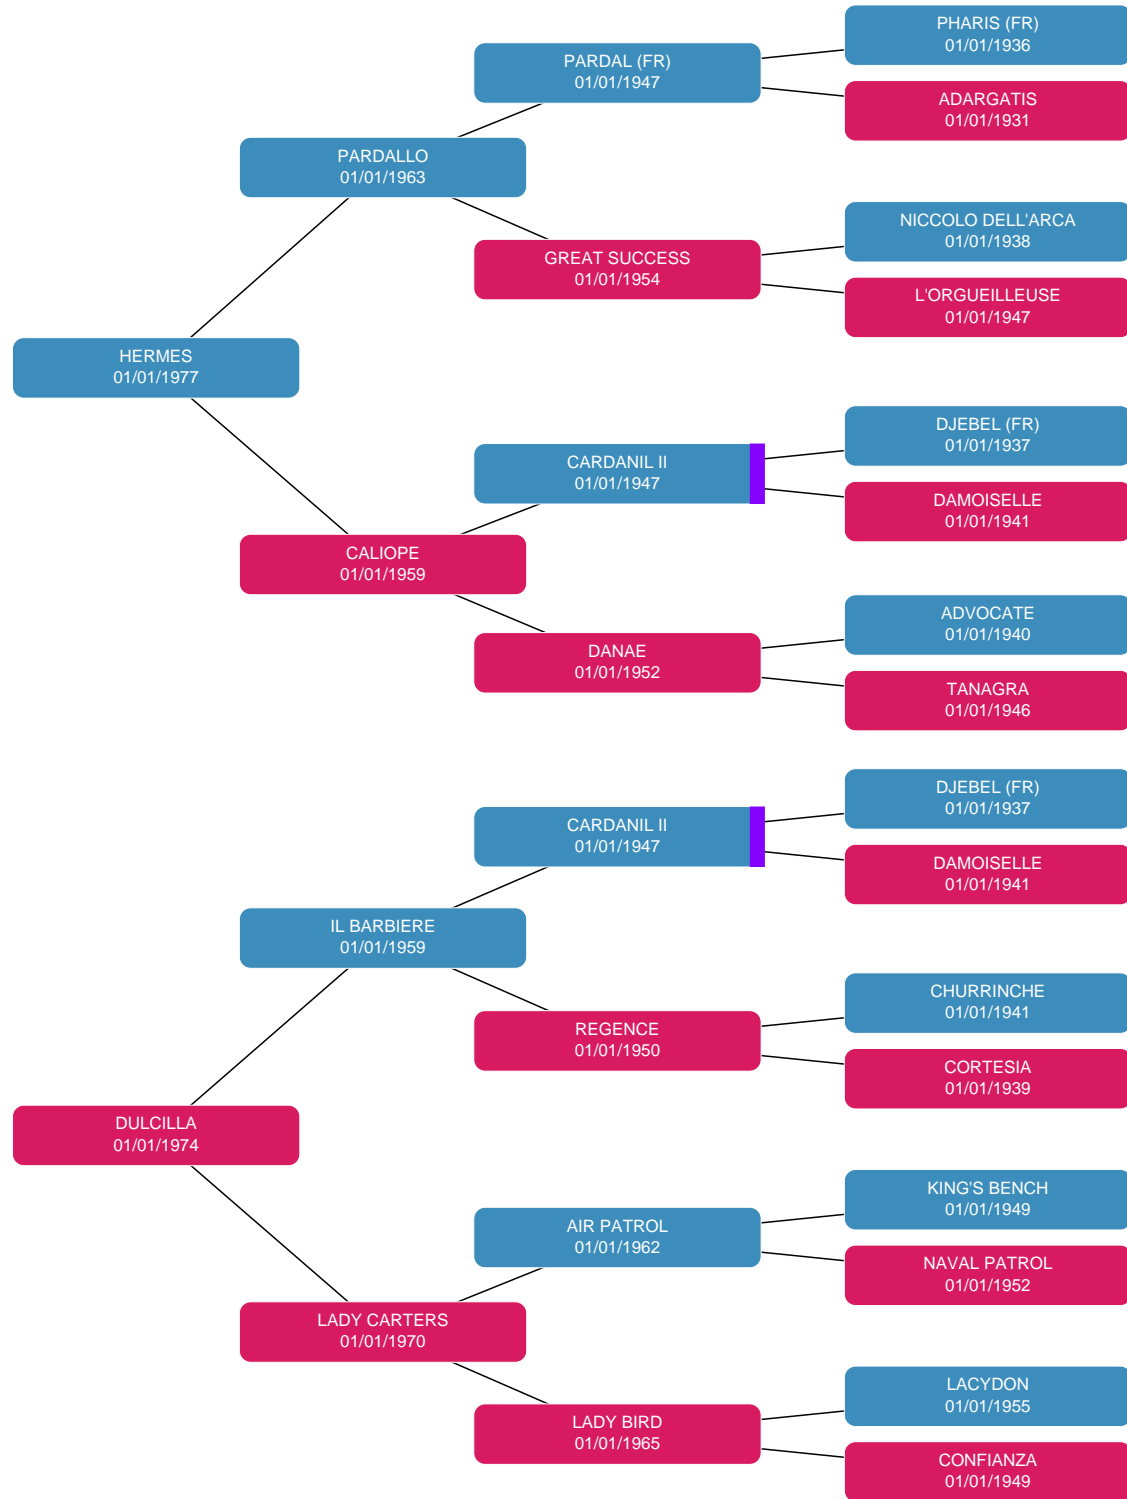 PHARIS (FR)
01/01/1936
PARDAL (FR)
01/01/1947
ADARGATIS
01/01/1931
PARDALLO
01/01/1963
NICCOLO DELL'ARCA
01/01/1938
GREAT SUCCESS
01/01/1954
L'ORGUEILLEUSE
01/01/1947
HERMES
01/01/1977
DJEBEL (FR)
01/01/1937
CARDANIL II
01/01/1947
DAMOISELLE
01/01/1941
CALIOPE
01/01/1959
ADVOCATE
01/01/1940
DANAE
01/01/1952
TANAGRA
01/01/1946
DJEBEL (FR)
01/01/1937
CARDANIL II
01/01/1947
DAMOISELLE
01/01/1941
IL BARBIERE
01/01/1959
CHURRINCHE
01/01/1941
REGENCE
01/01/1950
CORTESIA
01/01/1939
DULCILLA
01/01/1974
KING'S BENCH
01/01/1949
AIR PATROL
01/01/1962
NAVAL PATROL
01/01/1952
LADY CARTERS
01/01/1970
LACYDON
01/01/1955
LADY BIRD
01/01/1965
CONFIANZA
01/01/1949